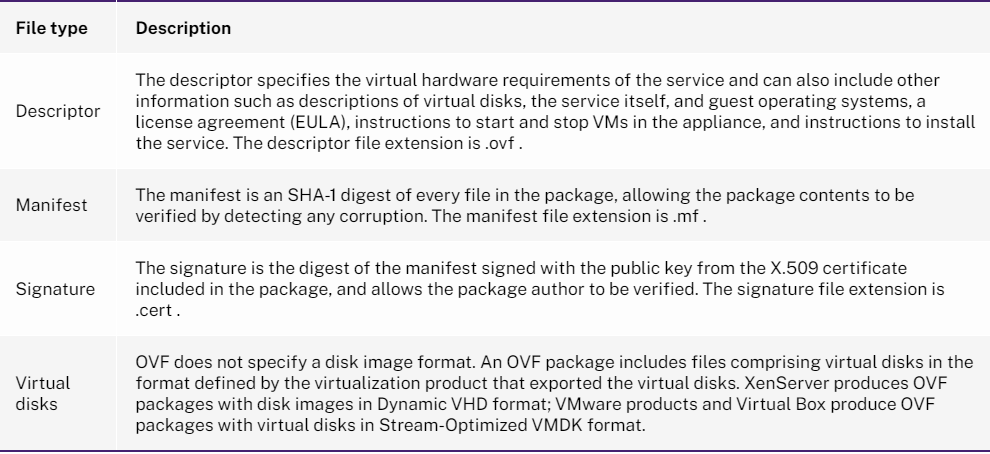 File type Description
The descriptor specifies the virtual hardware requirements of the service and can also include other
information such as descriptions of virtual disks, the service itself, and guest operating systems, a
Descriptor
license agreement (EULA), instructions to start and stop VMs in the appliance, and instructions to install
the service. The descriptor file extension is .ovf .
The manifest is an SHA-1 digest of every file in the package, allowing the package contents to be
Manifest
verified by detecting any corruption. The manifest file extension is .mf .
The signature is the digest of the manifest signed with the public key from the X.509 certificate
Signature included in the package, and allows the package author to be verified. The signature file extension is
.cert .
OVF does not specify a disk image format. An OVF package includes files comprising virtual disks in the
Virtual format defined by the virtualization product that exported the virtual disks. XenServer produces OVF
disks packages with disk images in Dynamic VHD format; VMware products and Virtual Box produce OVF
packages with virtual disks in Stream-Optimized VMDK format.